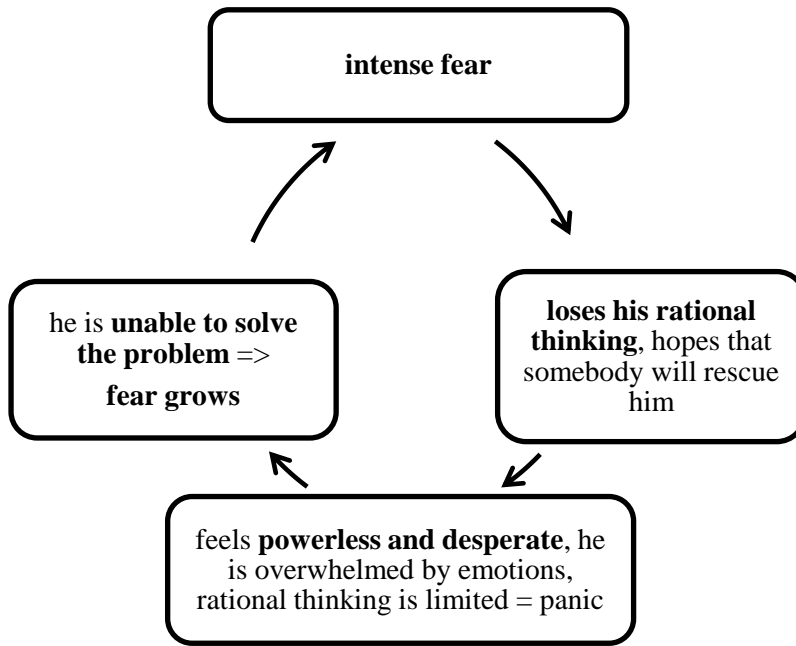 intense fear
loses his rational
thinking, hopes that
somebody will rescue
him
feels powerless and desperate, he
is overwhelmed by emotions,
rational thinking is limited = panic
he is unable to solve
the problem =>
fear grows